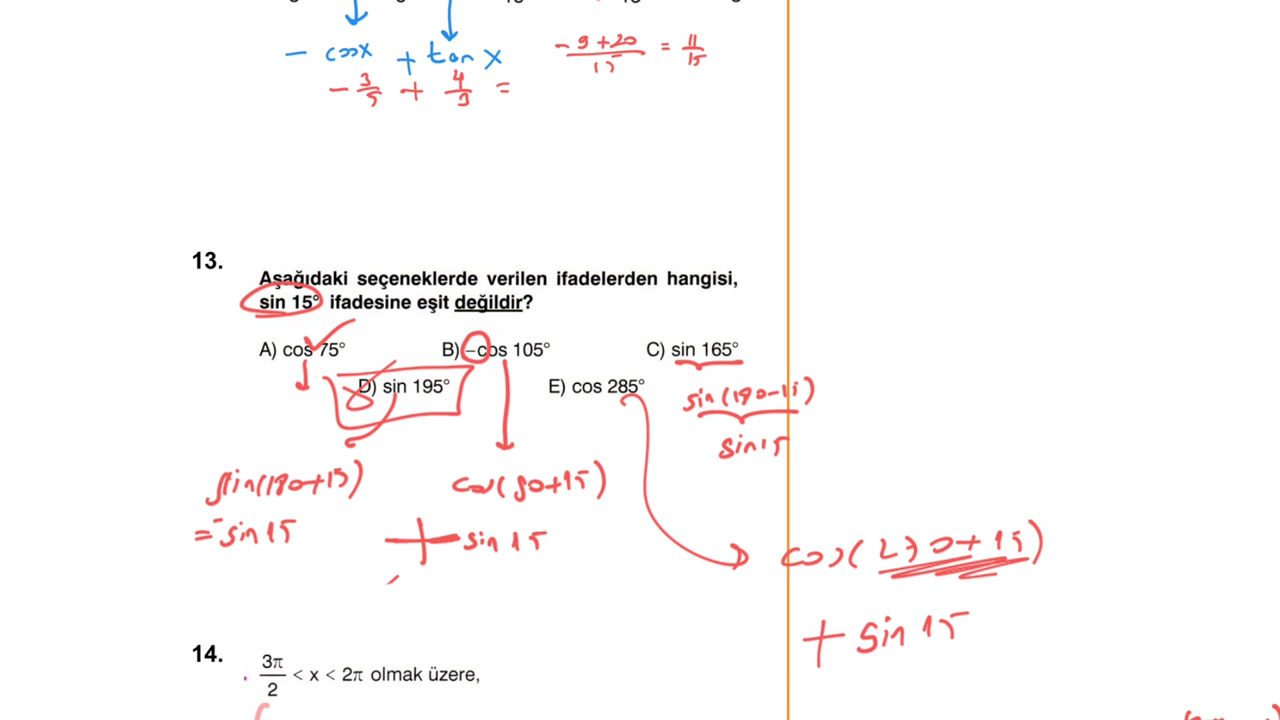 - cosx + tan x
-3/5 + 4/3 =
(-9+20)/15 = 11/15
13.
Aşağıdaki seçeneklerde verilen ifadelerden hangisi,
sin 15° ifadesine eşit değildir?
A) cos 75° B) –cos 105° C) sin 165°
D) sin 195° E) cos 285°
sin(180-15)
sin15
sin(180+15)
= -sin 15
cos(90+15)
+ sin 15
cos(270+15)
+ sin 15
14.
3π/2 < x < 2π olmak üzere,